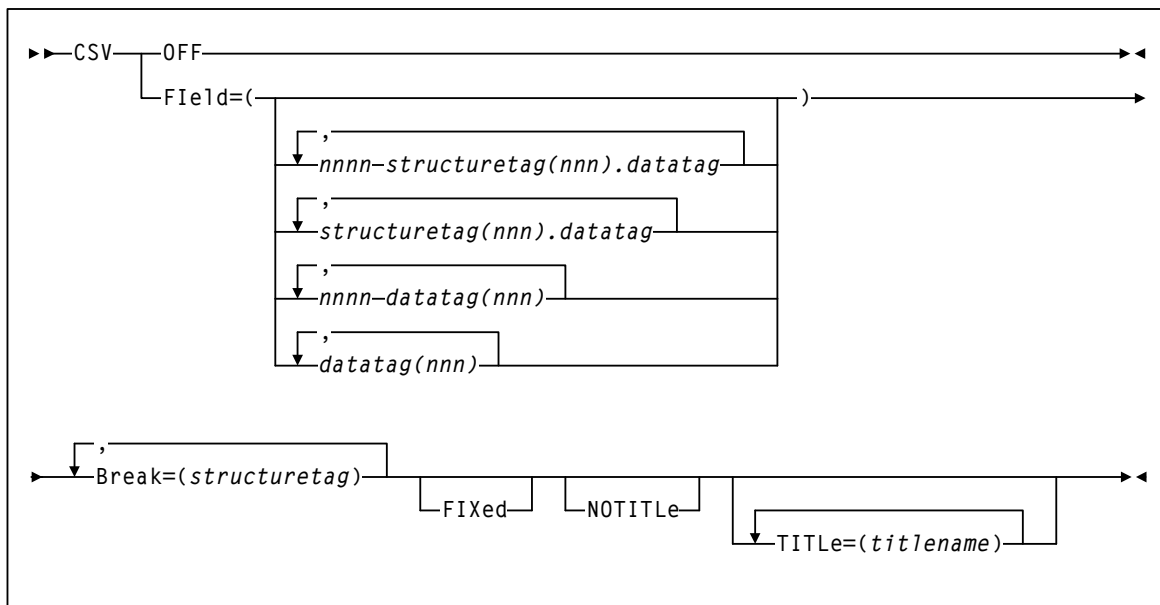 CSV OFF
FIeld=( )
,
nnnn-structuretag(nnn).datatag
,
structuretag(nnn).datatag
,
nnnn-datatag(nnn)
,
datatag(nnn)
,
Break=(structuretag)
FIXed NOTITLe
TITLe=(titlename)